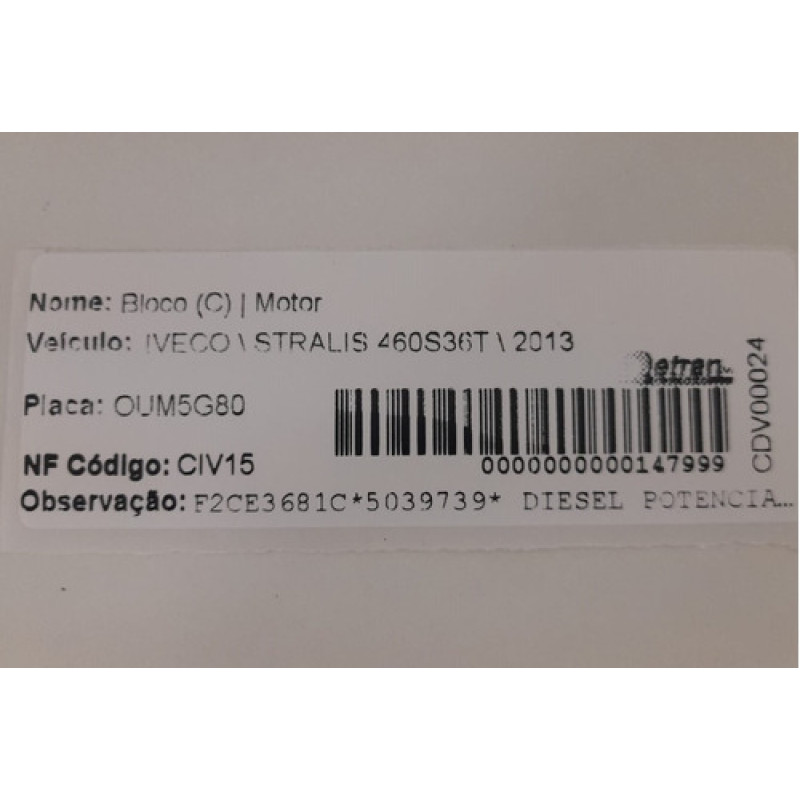 Nome: Bloco (C) | Motor
Veículo: IVECO \ STRALIS 460S36T \ 2013
Detran
Placa: OUM5G80
CDV00024
NF Código: CIV15
0000000000147999
Observação: F2CE3681C*5039739* DIESEL POTENCIA...